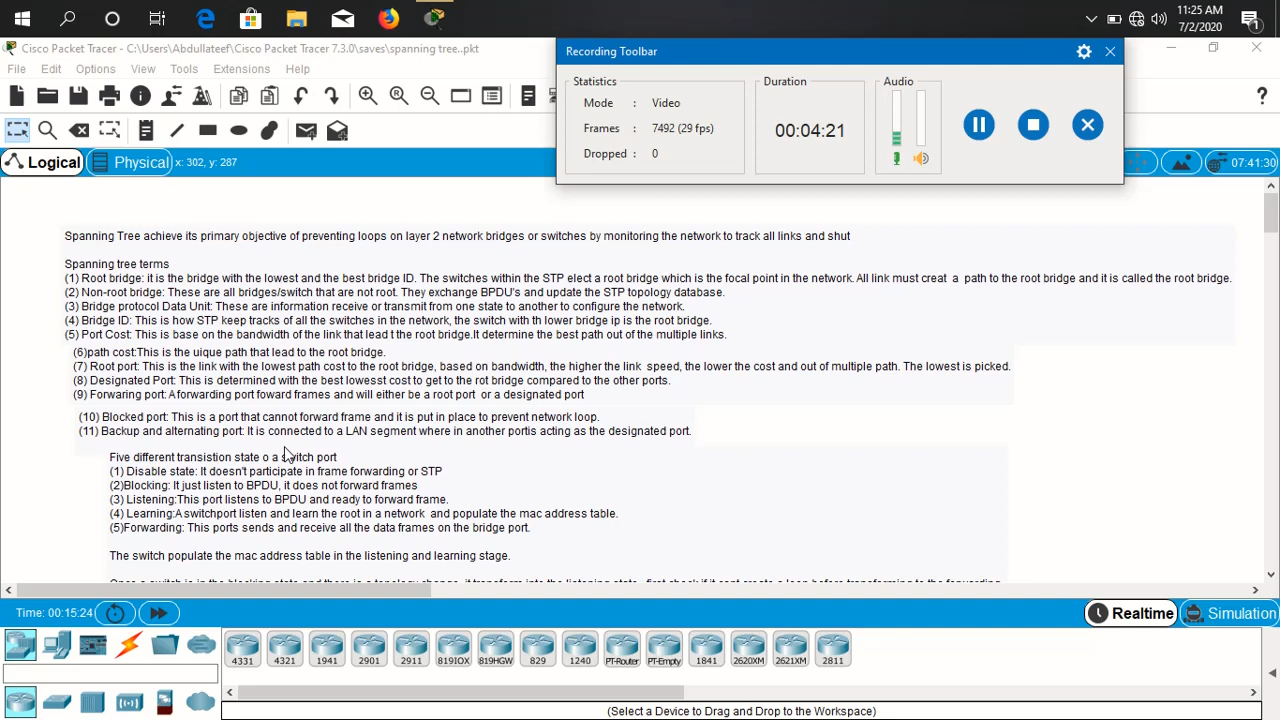 11:25 AM
7/2/2020
1
Cisco Packet Tracer - C:\Users\Abdullateef\Cisco Packet Tracer 7.3.0\saves\spanning tree..pkt
File Edit Options View Tools Extensions Help
Recording Toolbar
Statistics
Mode : Video
Frames : 7492 (29 fps)
Dropped : 0
Duration
00:04:21
Audio
?
Logical Physical x: 302, y: 287
07:41:30
Spanning Tree achieve its primary objective of preventing loops on layer 2 network bridges or switches by monitoring the network to track all links and shut
Spanning tree terms
(1) Root bridge: it is the bridge with the lowest and the best bridge ID. The switches within the STP elect a root bridge which is the focal point in the network. All link must creat a path to the root bridge and it is called the root bridge.
(2) Non-root bridge: These are all bridges/switch that are not root. They exchange BPDU's and update the STP topology database.
(3) Bridge protocol Data Unit: These are information receive or transmit from one state to another to configure the network.
(4) Bridge ID: This is how STP keep tracks of all the switches in the network, the switch with th lower bridge ip is the root bridge.
(5) Port Cost: This is base on the bandwidth of the link that lead t the root bridge.It determine the best path out of the multiple links.
(6)path cost:This is the uique path that lead to the root bridge.
(7) Root port: This is the link with the lowest path cost to the root bridge, based on bandwidth, the higher the link speed, the lower the cost and out of multiple path. The lowest is picked.
(8) Designated Port: This is determined with the best lowesst cost to get to the rot bridge compared to the other ports.
(9) Forwaring port: A forwarding port foward frames and will either be a root port or a designated port
(10) Blocked port: This is a port that cannot forward frame and it is put in place to prevent network loop.
(11) Backup and alternating port: It is connected to a LAN segment where in another portis acting as the designated port.
Five different transistion state o a switch port
(1) Disable state: It doesn't participate in frame forwarding or STP
(2)Blocking: It just listen to BPDU, it does not forward frames
(3) Listening:This port listens to BPDU and ready to forward frame.
(4) Learning:A switchport listen and learn the root in a network and populate the mac address table.
(5)Forwarding: This ports sends and receive all the data frames on the bridge port.
The switch populate the mac address table in the listening and learning stage.
Time: 00:15:24
Realtime Simulation
4331 4321 1941 2901 2911 819IOX 819HGW 829 1240 PT-Router PT-Empty 1841 2620XM 2621XM 2811
(Select a Device to Drag and Drop to the Workspace)